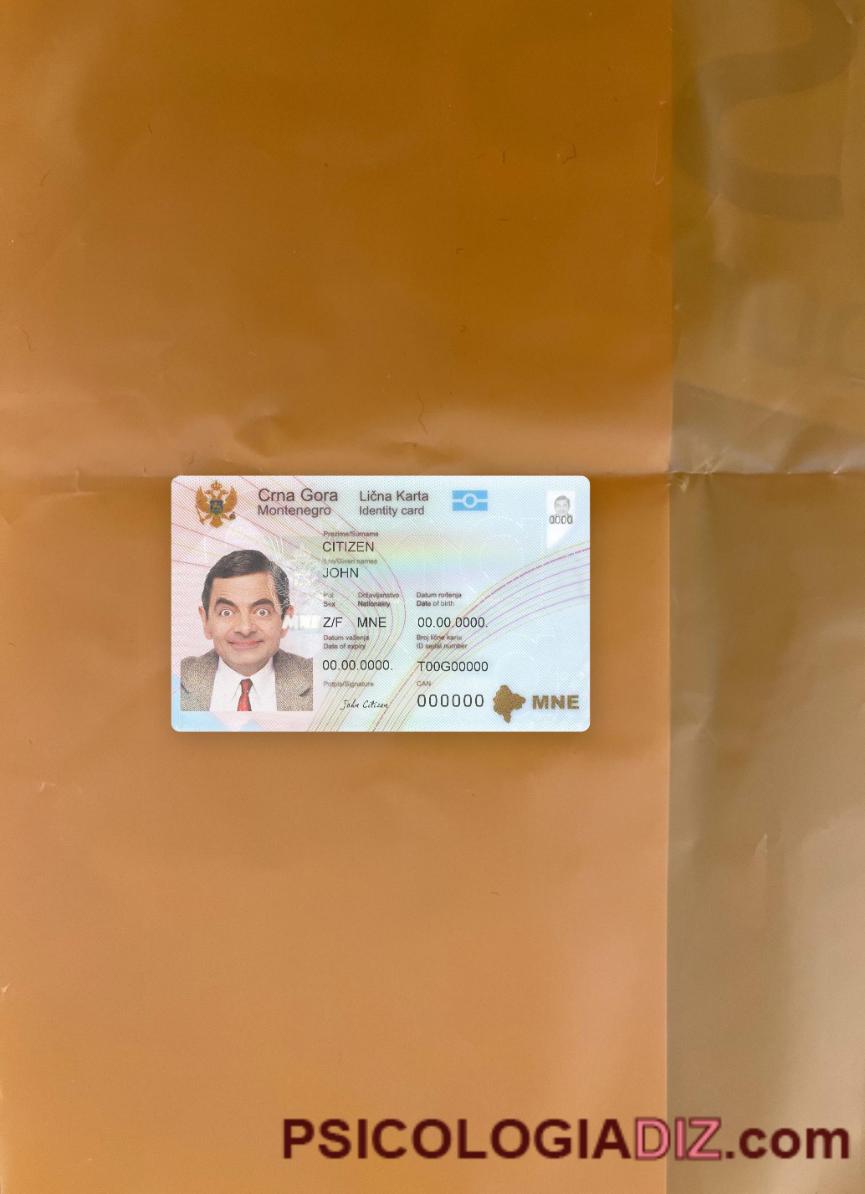 Crna Gora Lična Karta
Montenegro Identity card
0000
Prezime/Surname
CITIZEN
Ime/Given names
JOHN
Pol Državljanstvo Datum rođenja
Sex Nationality Date of birth
Z/F MNE 00.00.0000.
Datum važenja Broj lične karte
Date of expiry ID serial number
00.00.0000. T00G00000
Potpis/Signature CAN
John Citizen 000000 MNE
PSICOLOGIADIZ.com